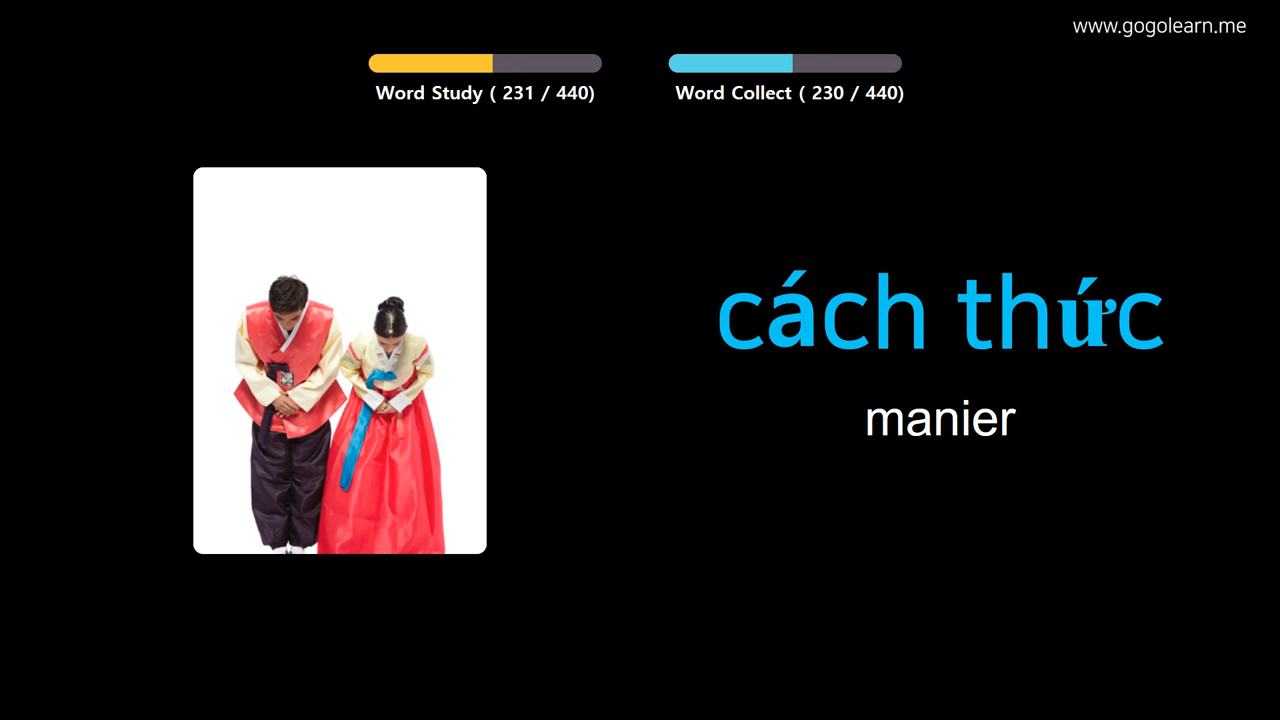 www.gogolearn.me
Word Study ( 231 / 440)
Word Collect ( 230 / 440)
cách thức
manier